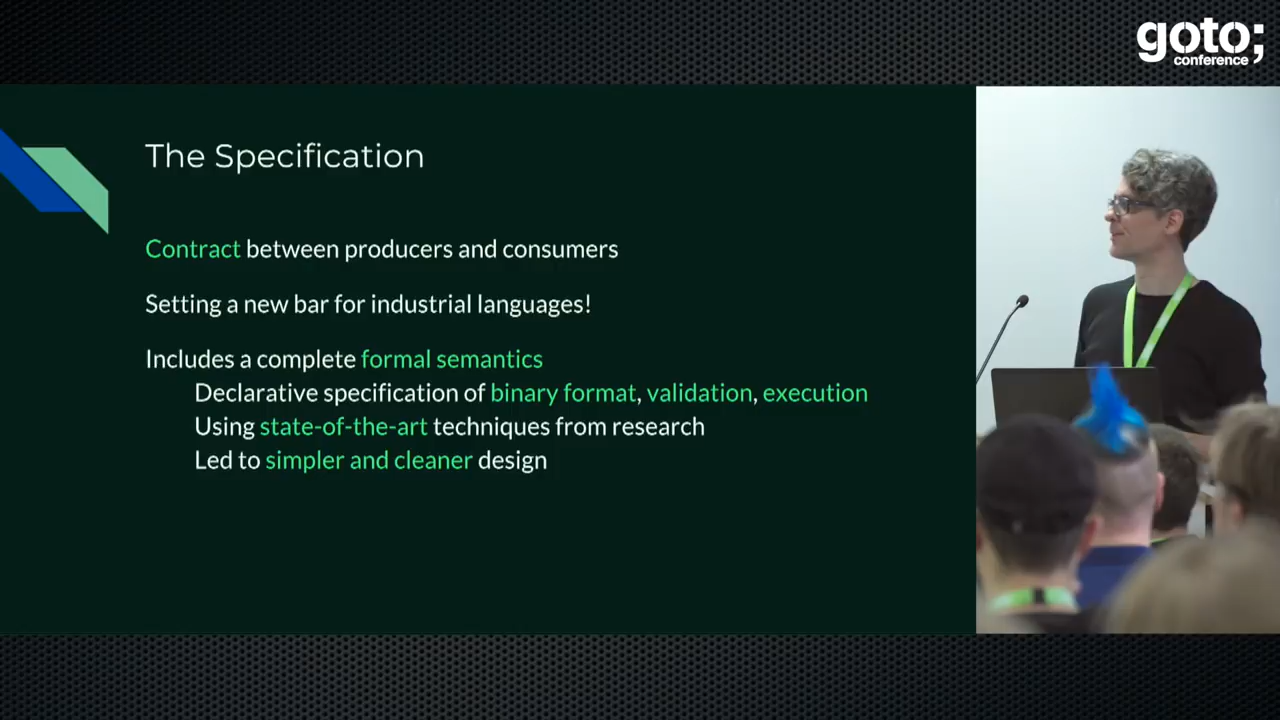 goto;
conference
The Specification
Contract between producers and consumers
Setting a new bar for industrial languages!
Includes a complete formal semantics
Declarative specification of binary format, validation, execution
Using state-of-the-art techniques from research
Led to simpler and cleaner design